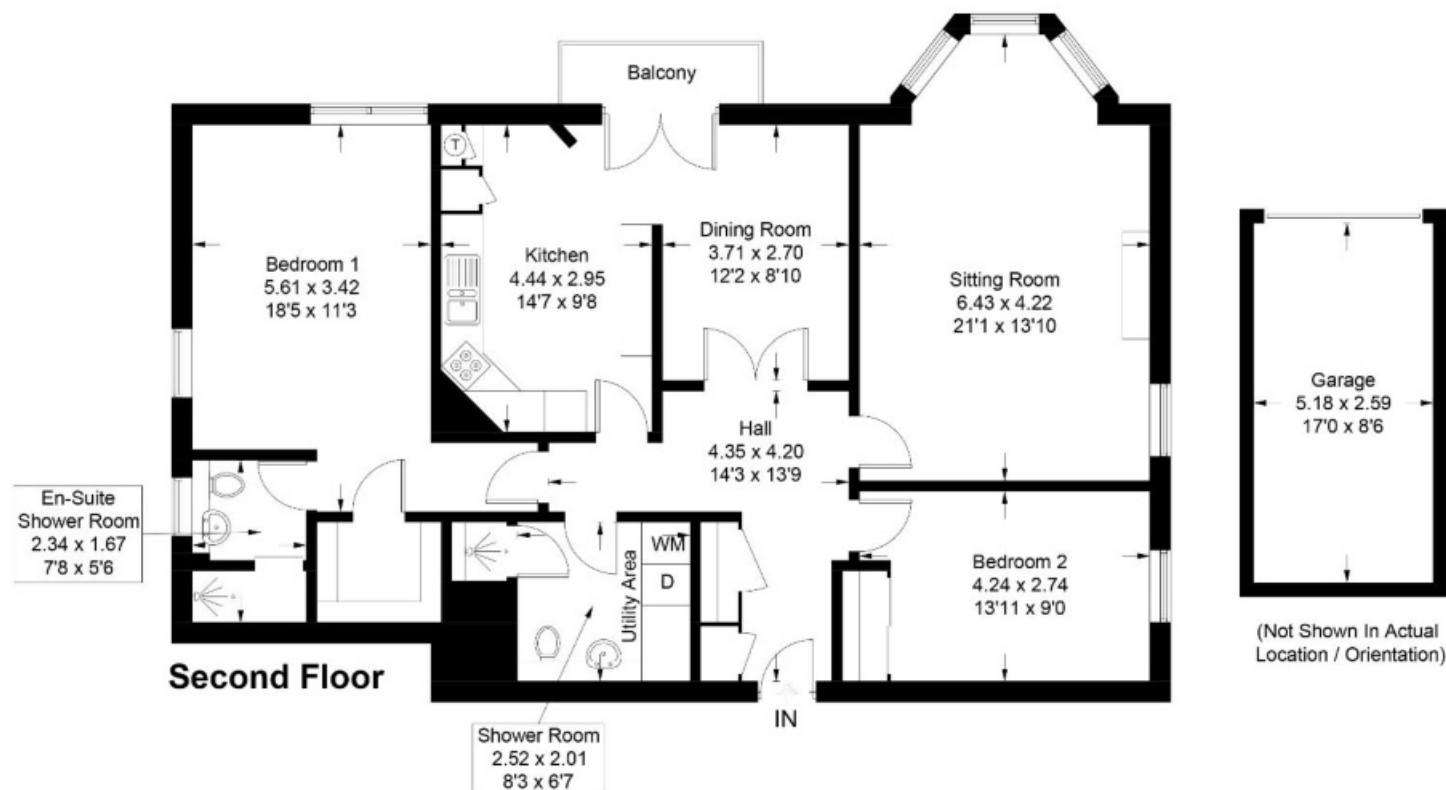 Balcony
T
Bedroom 1
5.61 x 3.42
18'5 x 11'3
Kitchen
4.44 x 2.95
14'7 x 9'8
Dining Room
3.71 x 2.70
12'2 x 8'10
Sitting Room
6.43 x 4.22
21'1 x 13'10
Garage
5.18 x 2.59
17'0 x 8'6
(Not Shown In Actual
Location / Orientation)
Hall
4.35 x 4.20
14'3 x 13'9
En-Suite
Shower Room
2.34 x 1.67
7'8 x 5'6
Utility Area
WM
D
Bedroom 2
4.24 x 2.74
13'11 x 9'0
Second Floor
IN
Shower Room
2.52 x 2.01
8'3 x 6'7